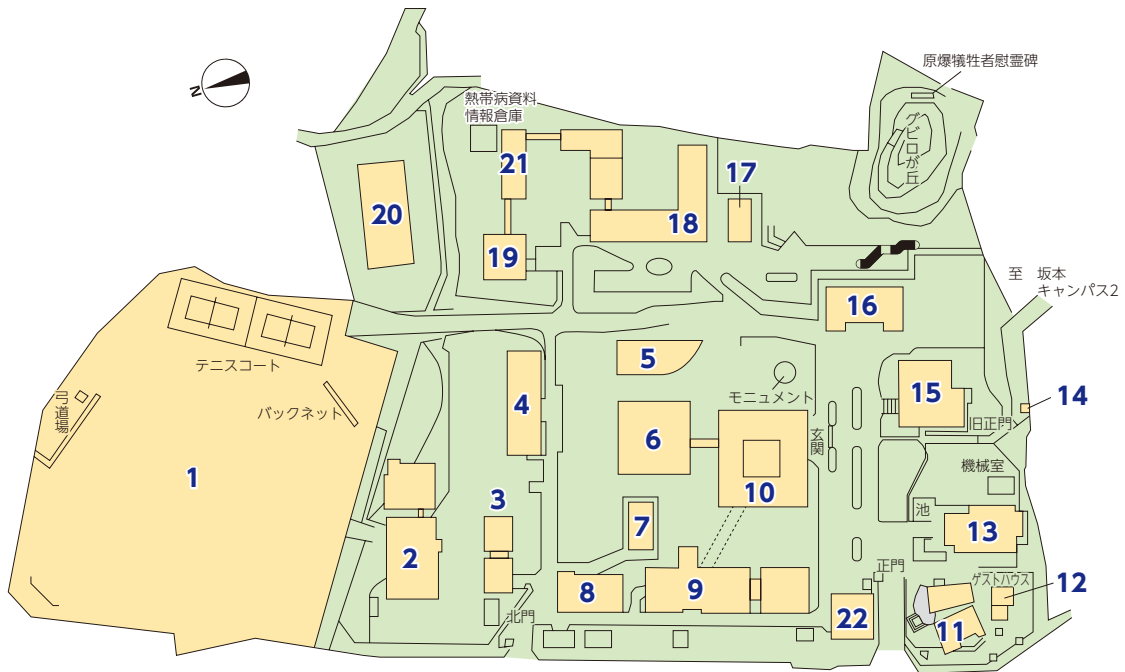 原爆犠牲者慰霊碑
グビロが丘
N
熱帯病資料
情報倉庫
21
17
20
18
19
至 坂本
キャンパス2
16
テニスコート
5
モニュメント
15
14
旧正門
弓道場
バックネット
4
6
玄関
10
機械室
1
3
7
池
13
2
8
9
正門
ゲストハウス
12
北門
22
11